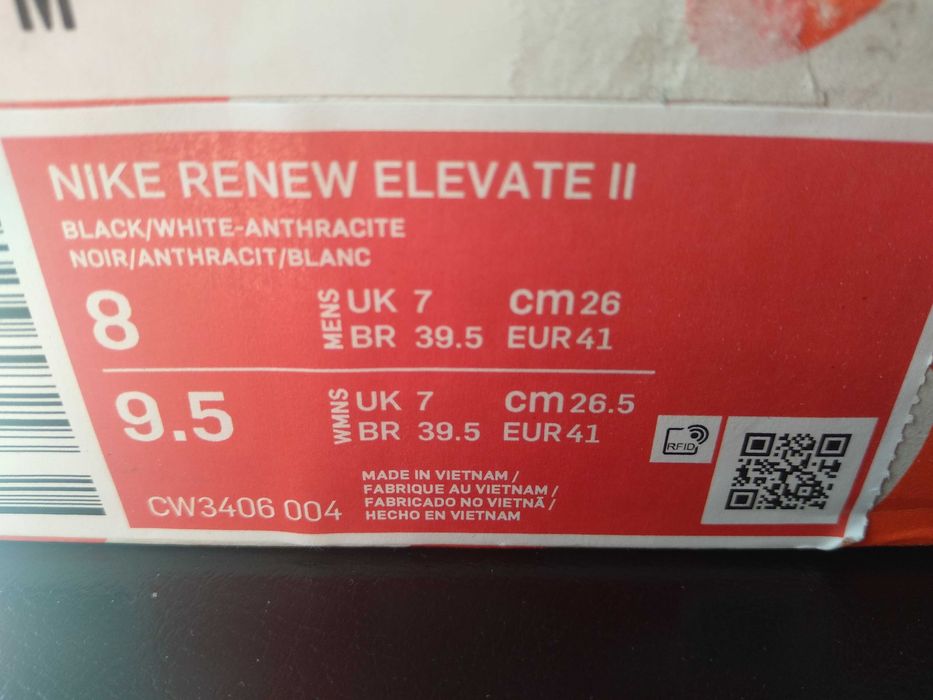 M
NIKE RENEW ELEVATE II
BLACK/WHITE-ANTHRACITE
NOIR/ANTHRACIT/BLANC
8 MENS UK 7 cm 26
BR 39.5 EUR 41
9.5 WMNS UK 7 cm 26.5
BR 39.5 EUR 41
RFID
MADE IN VIETNAM /
FABRIQUE AU VIETNAM /
FABRICADO NO VIETNÃ /
HECHO EN VIETNAM
CW3406 004